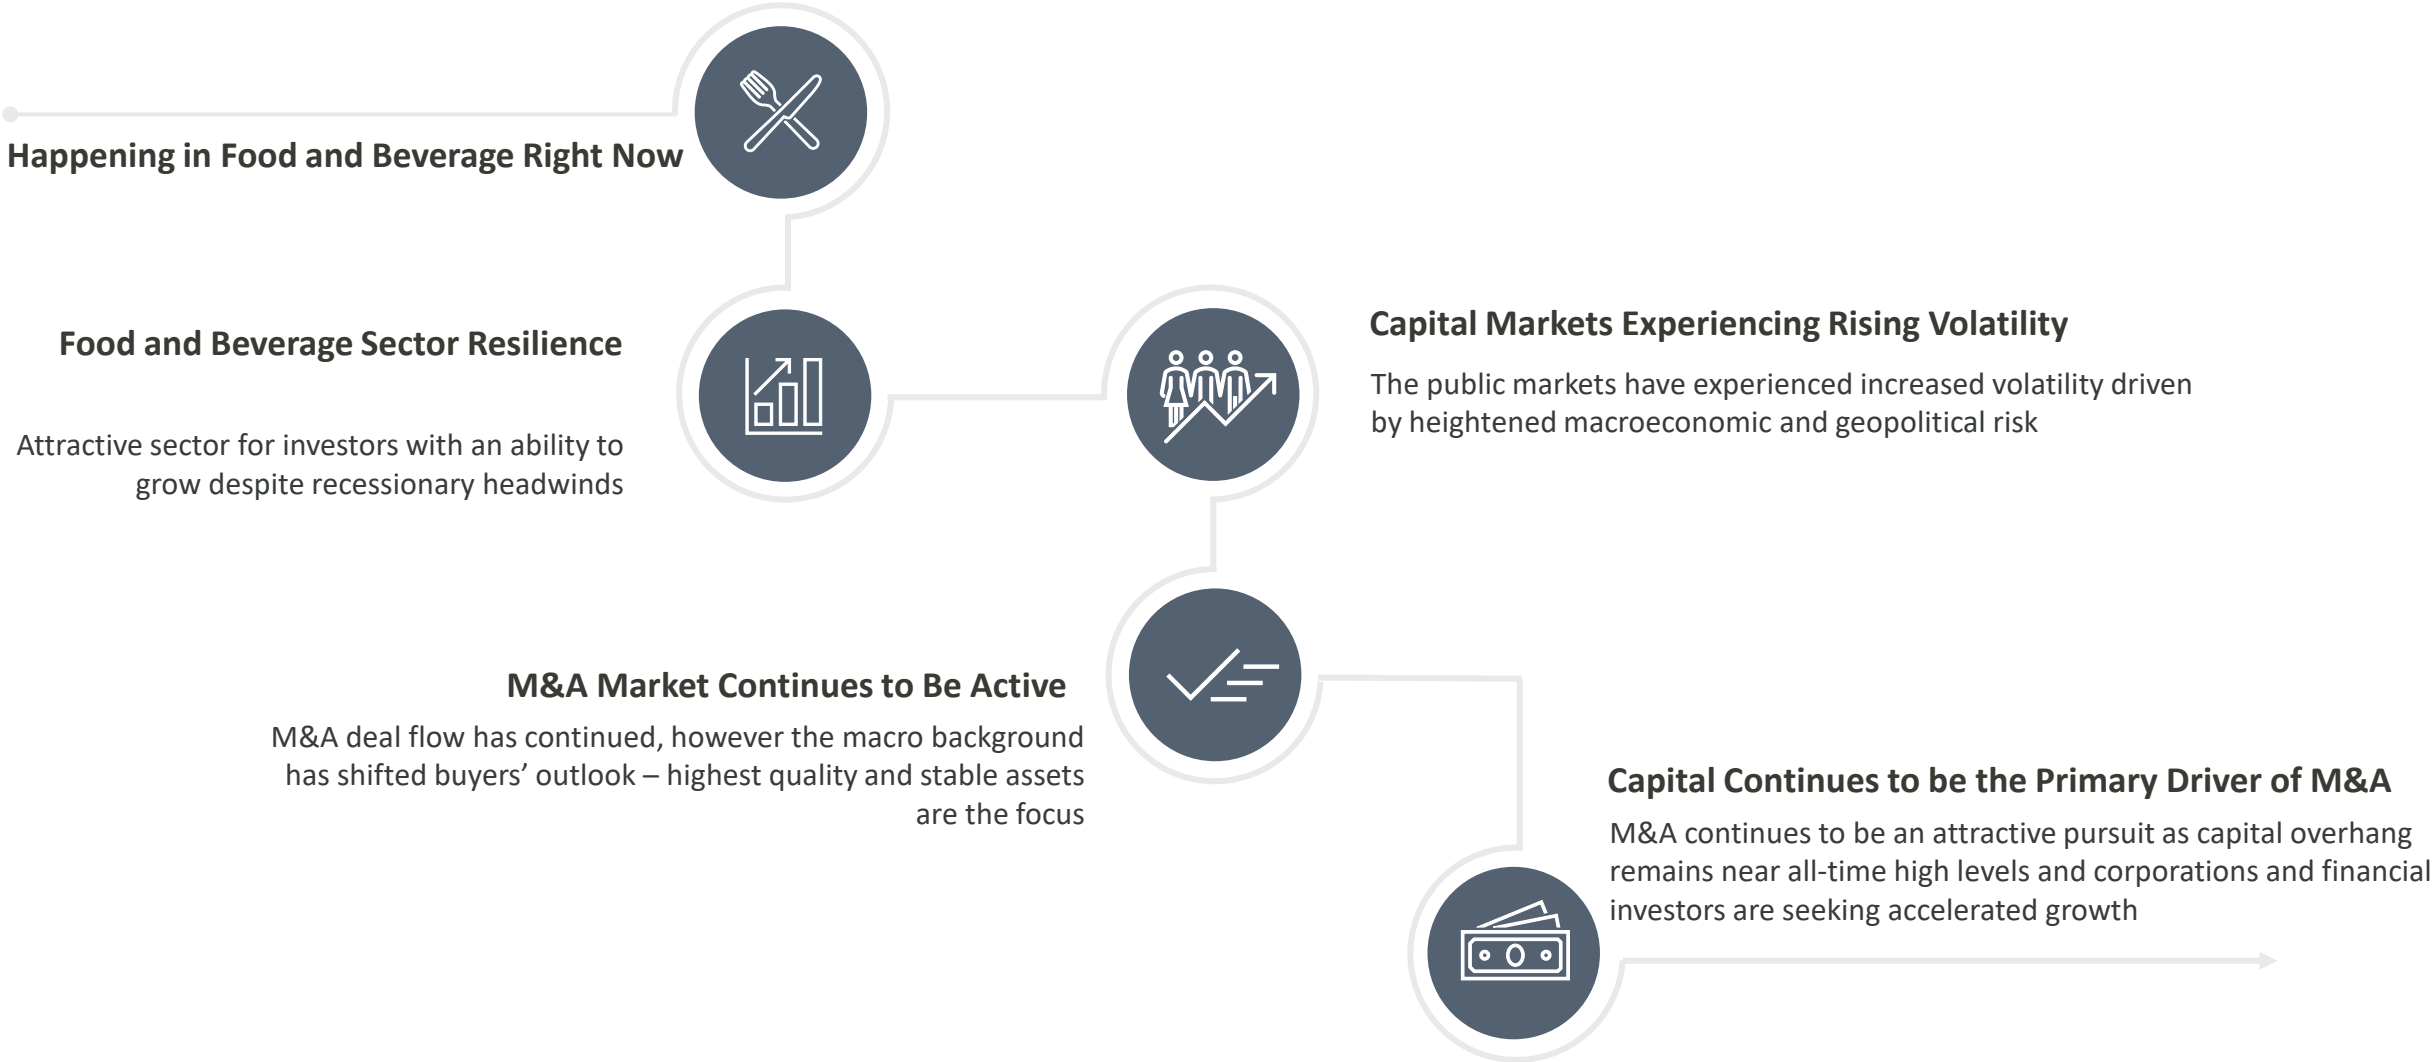 Happening in Food and Beverage Right Now
Food and Beverage Sector Resilience
Attractive sector for investors with an ability to
grow despite recessionary headwinds
Capital Markets Experiencing Rising Volatility
The public markets have experienced increased volatility driven
by heightened macroeconomic and geopolitical risk
M&A Market Continues to Be Active
M&A deal flow has continued, however the macro background
has shifted buyers’ outlook – highest quality and stable assets
are the focus
Capital Continues to be the Primary Driver of M&A
M&A continues to be an attractive pursuit as capital overhang
remains near all-time high levels and corporations and financial
investors are seeking accelerated growth